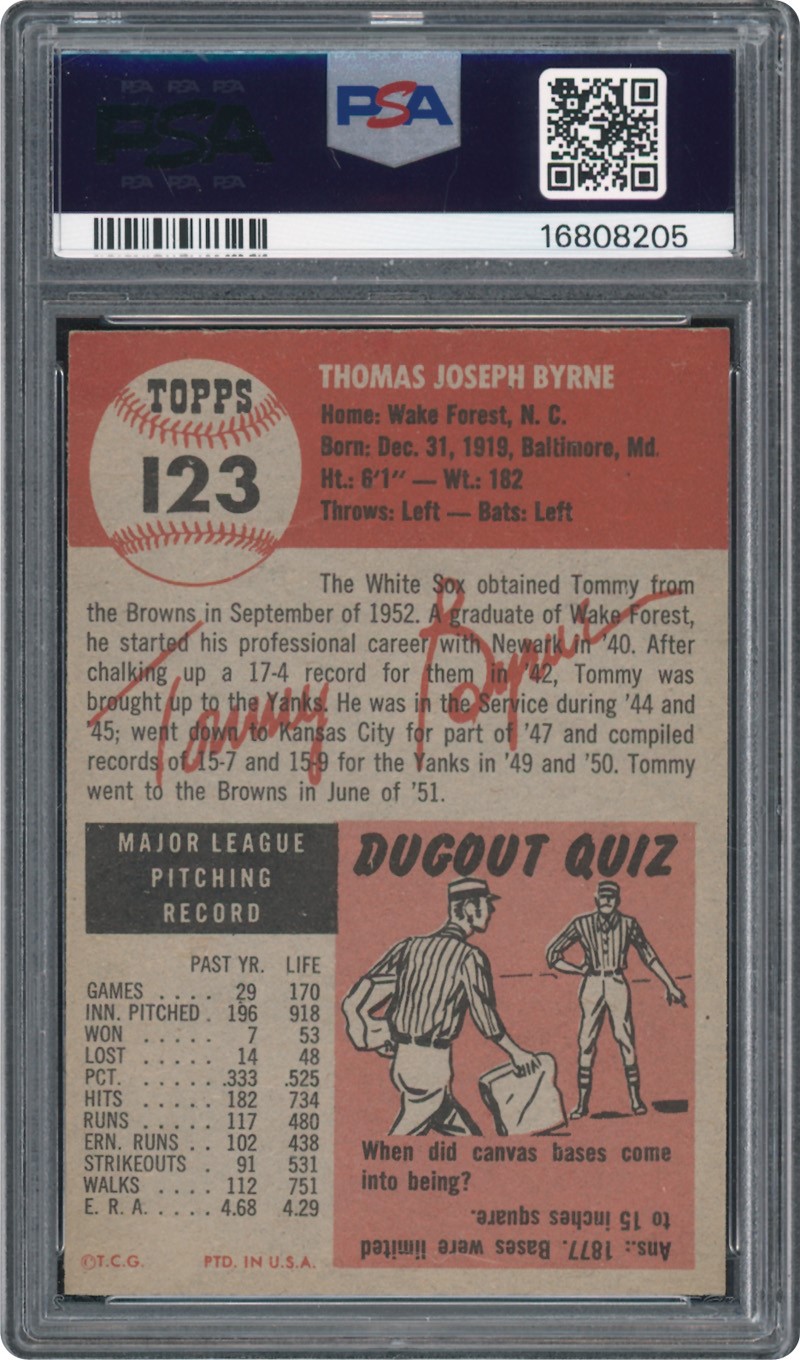 PSA PSA PSA
PSA
PSA PSA PSA
PSA
16808205
TOPPS
123
THOMAS JOSEPH BYRNE
Home: Wake Forest, N. C.
Born: Dec. 31, 1919, Baltimore, Md.
Ht.: 6'1" — Wt.: 182
Throws: Left — Bats: Left
The White Sox obtained Tommy from
the Browns in September of 1952. A graduate of Wake Forest,
he started his professional career with Newark in '40. After
chalking up a 17-4 record for them in '42, Tommy was
brought up to the Yanks. He was in the Service during '44 and
'45; went down to Kansas City for part of '47 and compiled
records of 15-7 and 15-9 for the Yanks in '49 and '50. Tommy
went to the Browns in June of '51.
Tommy Byrne
MAJOR LEAGUE
PITCHING
RECORD
PAST YR. LIFE
GAMES . . . . 29 170
INN. PITCHED . 196 918
WON . . . . . 7 53
LOST . . . . . 14 48
PCT. . . . . . .333 .525
HITS . . . . . 182 734
RUNS . . . . . 117 480
ERN. RUNS . . 102 438
STRIKEOUTS . 91 531
WALKS . . . . 112 751
E. R. A. . . . . 4.68 4.29
©T.C.G. PTD. IN U.S.A.
DUGOUT QUIZ
When did canvas bases come
into being?
Ans.: 1877. Bases were limited
to 15 inches square.